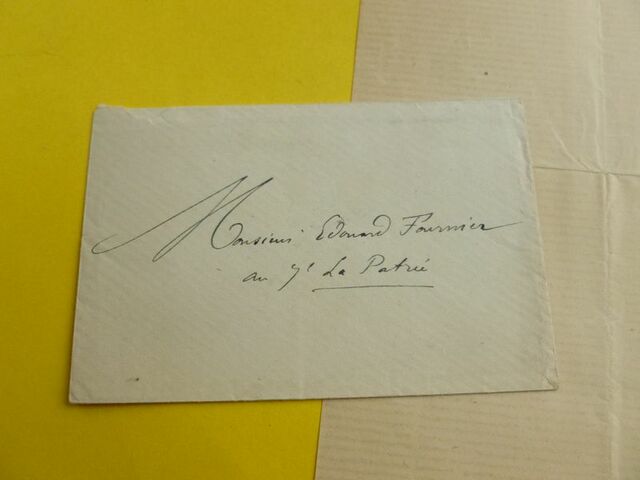 Monsieur Edouard Fournier
au Jl La Patrie